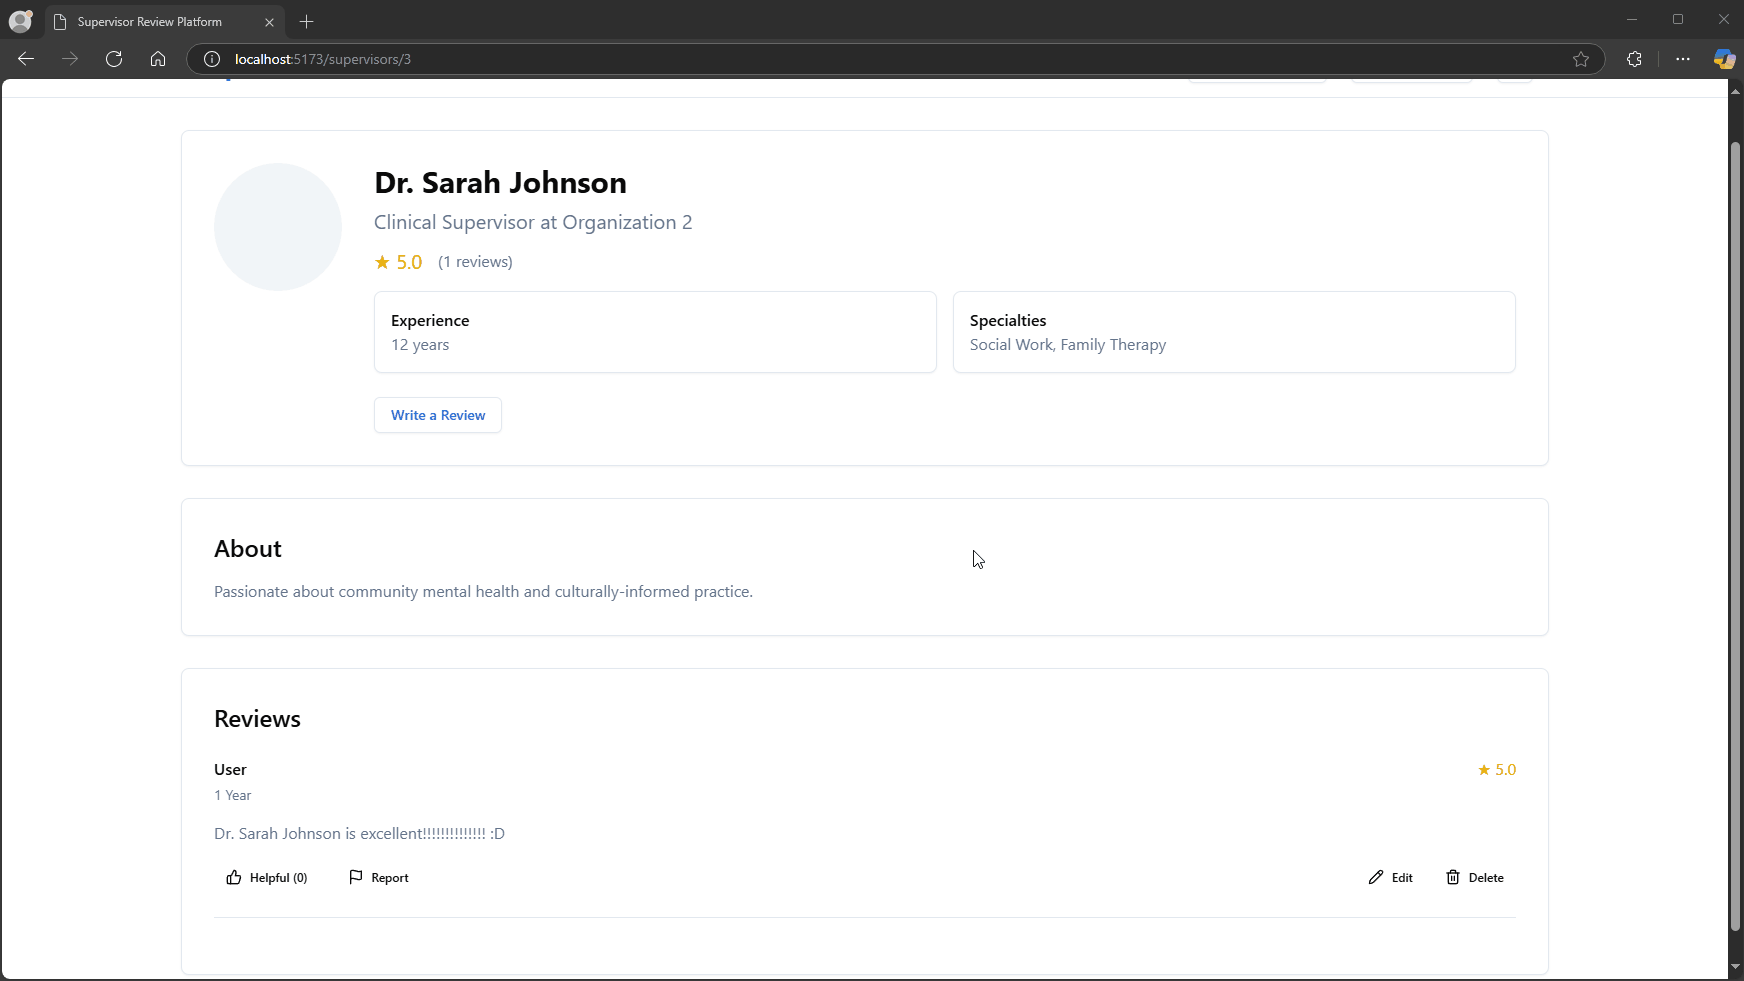 Supervisor Review Platform
localhost:5173/supervisors/3
Dr. Sarah Johnson
Clinical Supervisor at Organization 2
★ 5.0 (1 reviews)
Experience
12 years
Specialties
Social Work, Family Therapy
Write a Review
About
Passionate about community mental health and culturally-informed practice.
Reviews
User
★ 5.0
1 Year
Dr. Sarah Johnson is excellent!!!!!!!!!!!!!! :D
Helpful (0) Report Edit Delete